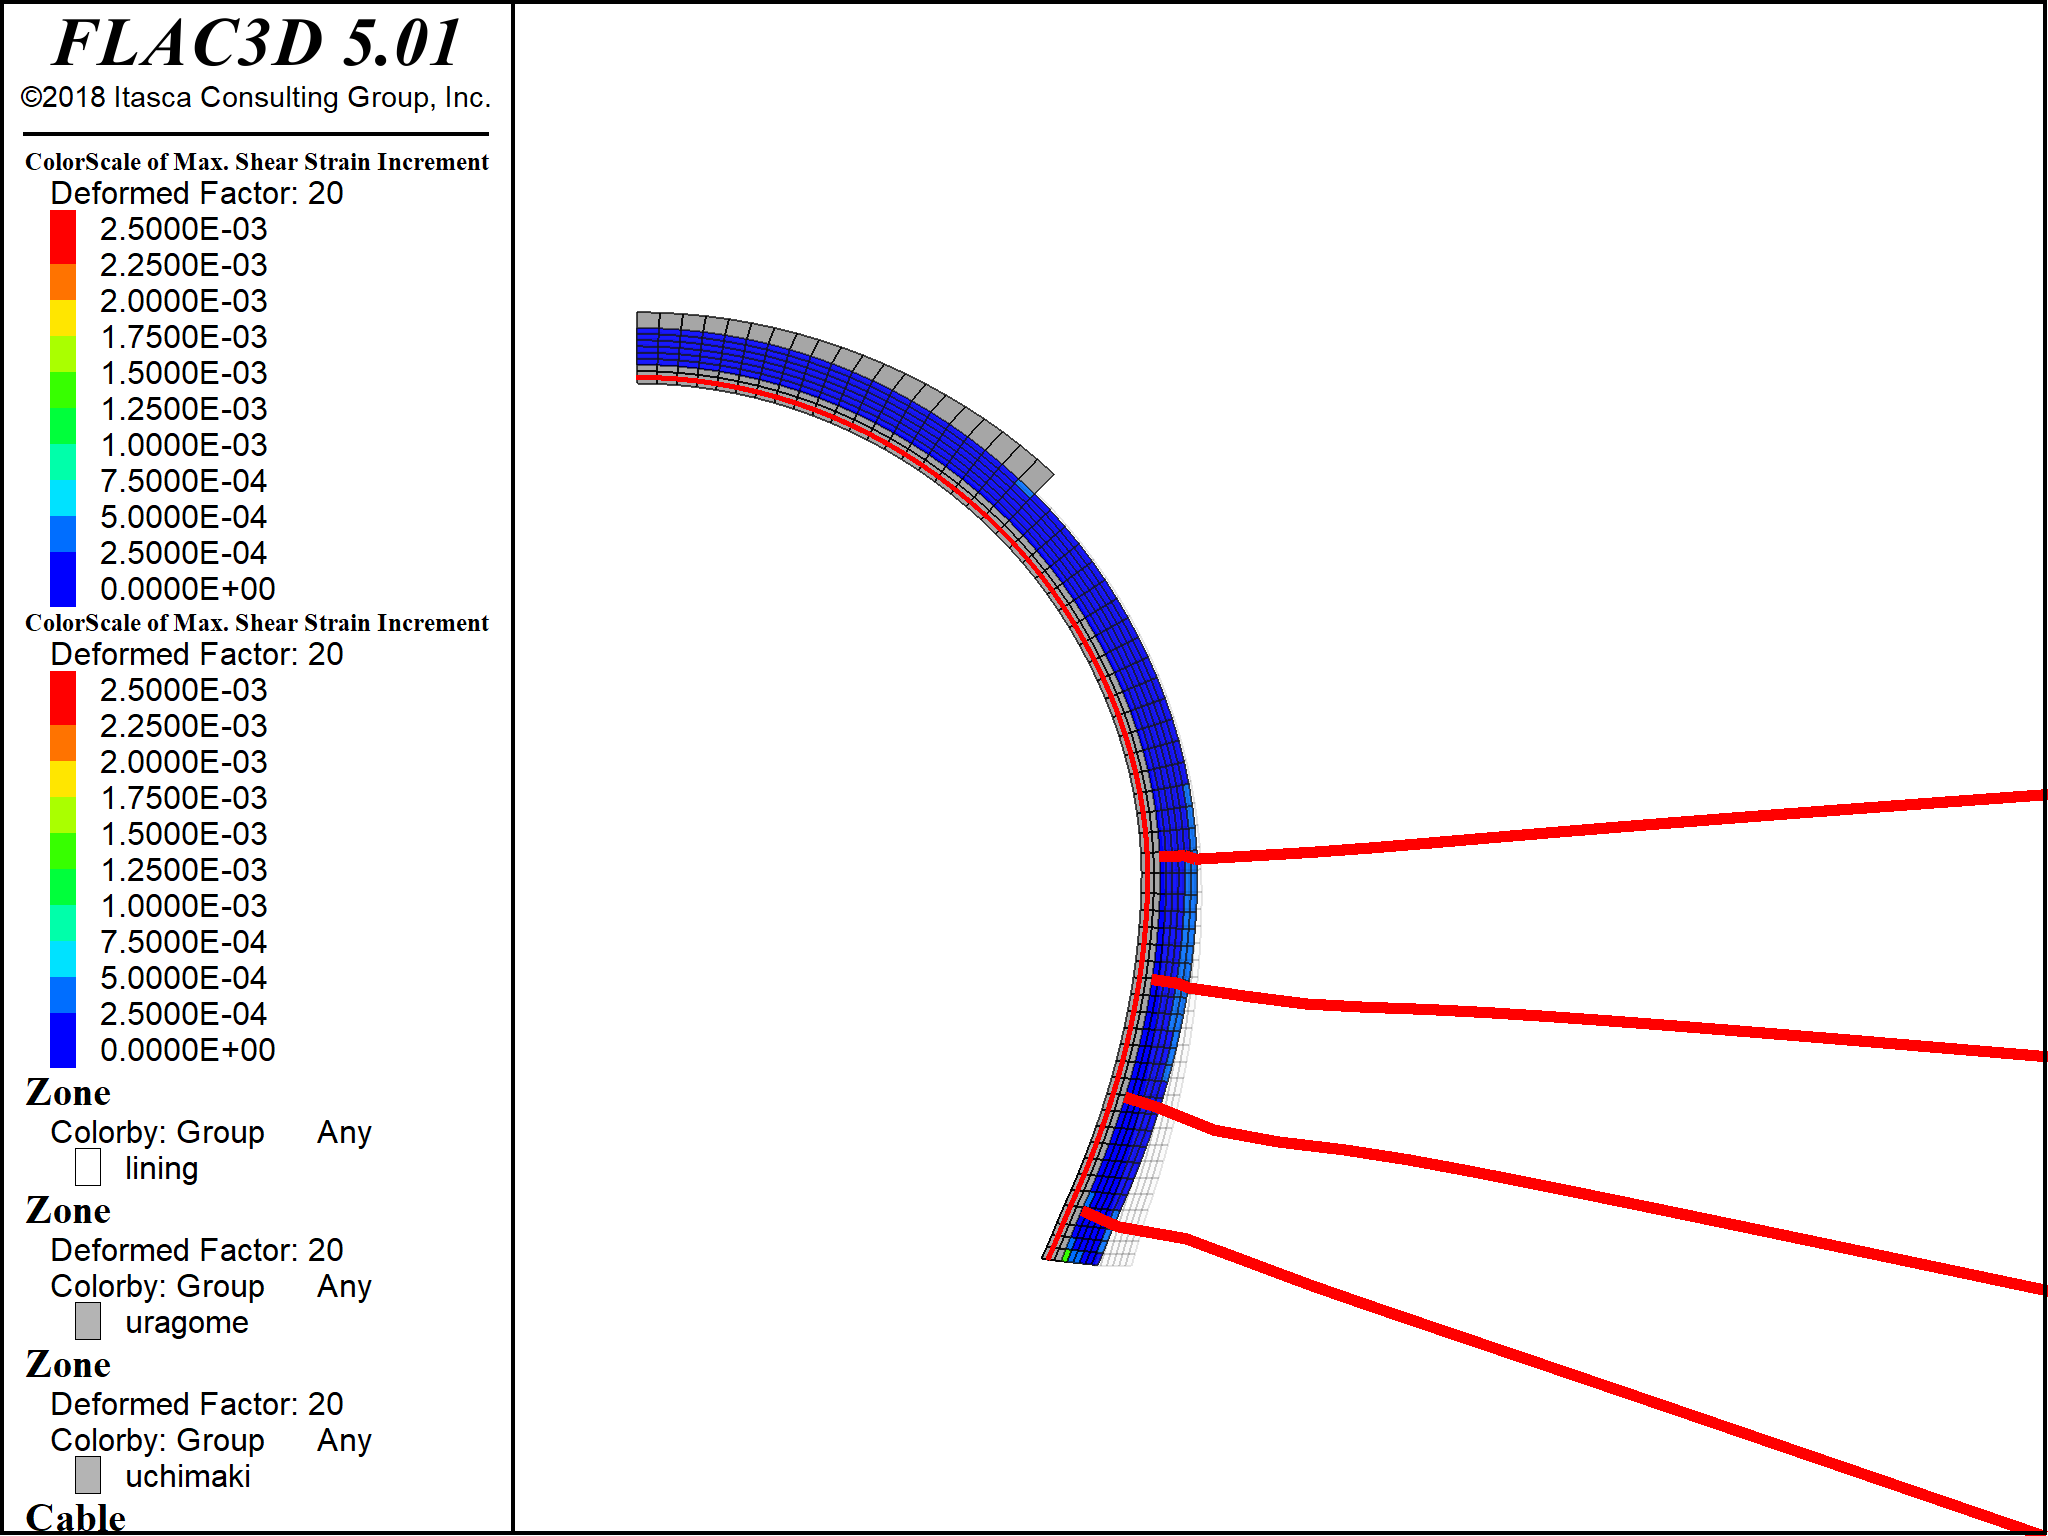 FLAC3D 5.01
©2018 Itasca Consulting Group, Inc.
ColorScale of Max. Shear Strain Increment
Deformed Factor: 20
2.5000E-03
2.2500E-03
2.0000E-03
1.7500E-03
1.5000E-03
1.2500E-03
1.0000E-03
7.5000E-04
5.0000E-04
2.5000E-04
0.0000E+00
ColorScale of Max. Shear Strain Increment
Deformed Factor: 20
2.5000E-03
2.2500E-03
2.0000E-03
1.7500E-03
1.5000E-03
1.2500E-03
1.0000E-03
7.5000E-04
5.0000E-04
2.5000E-04
0.0000E+00
Zone
Colorby: Group Any
lining
Zone
Deformed Factor: 20
Colorby: Group Any
uragome
Zone
Deformed Factor: 20
Colorby: Group Any
uchimaki
Cable